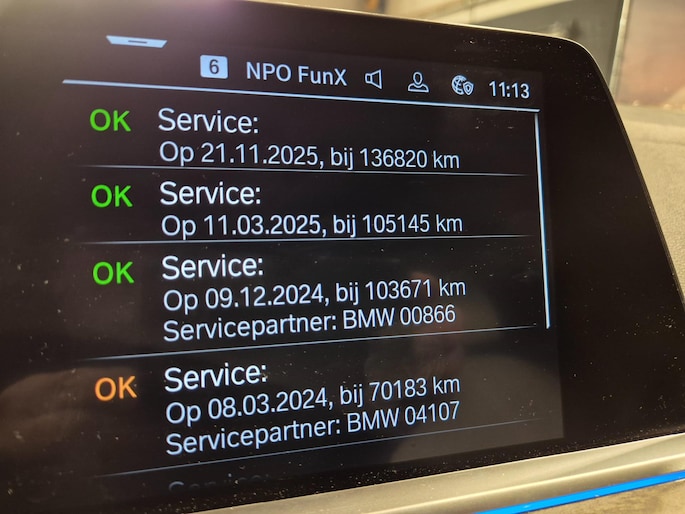 6 NPO FunX 11:13
OK Service:
Op 21.11.2025, bij 136820 km
OK Service:
Op 11.03.2025, bij 105145 km
OK Service:
Op 09.12.2024, bij 103671 km
Servicepartner: BMW 00866
OK Service:
Op 08.03.2024, bij 70183 km
Servicepartner: BMW 04107